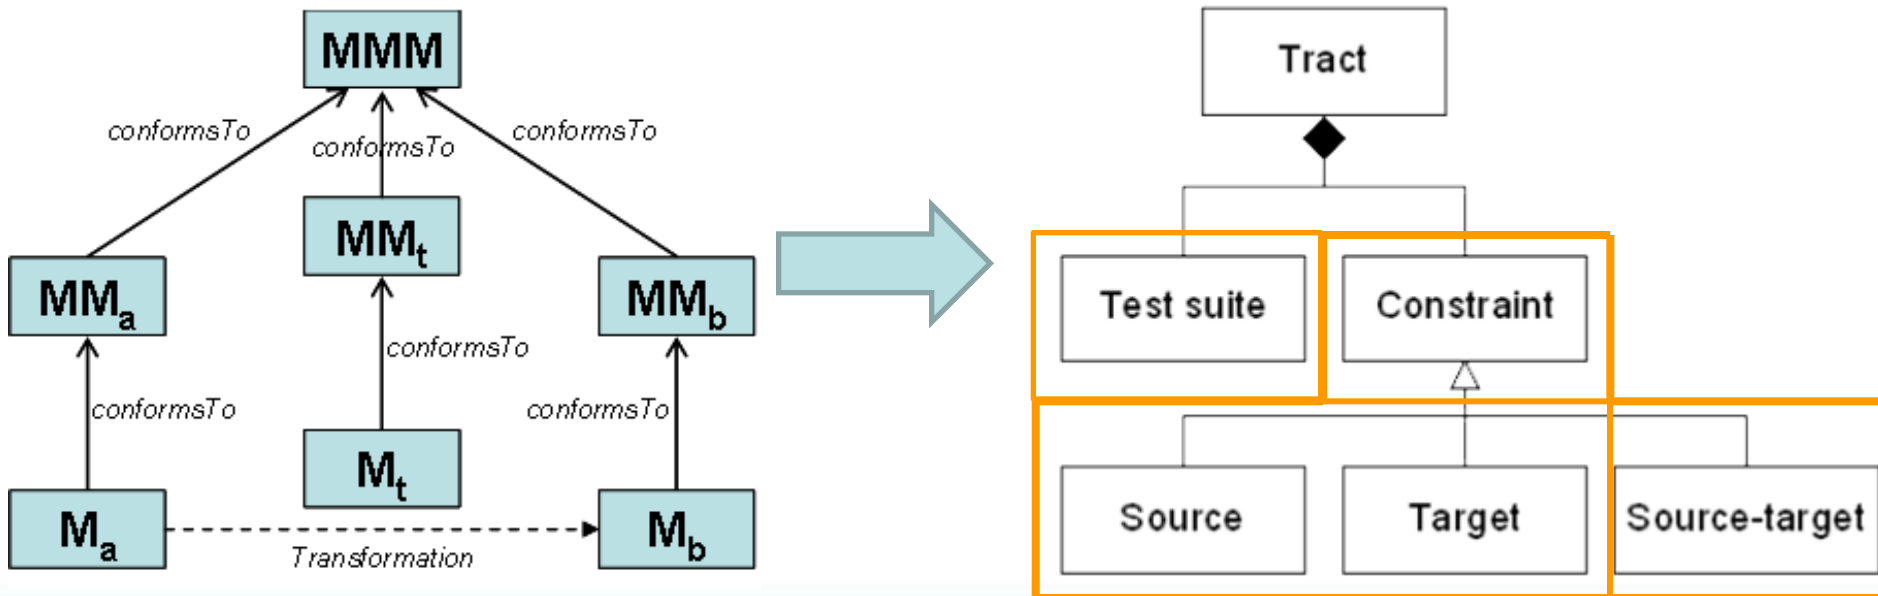 MMM
conformsTo
conformsTo
conformsTo
MMt
MMa
MMb
conformsTo
conformsTo
conformsTo
Mt
Ma
Mb
Transformation
Tract
Test suite
Constraint
Source
Target
Source-target